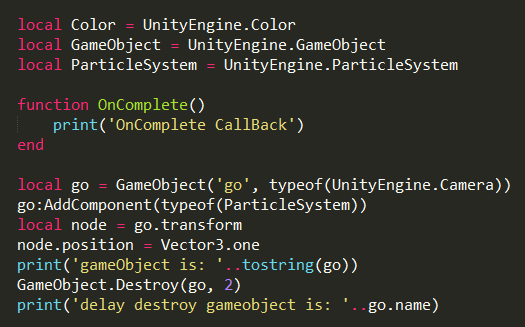 local Color = UnityEngine.Color
local GameObject = UnityEngine.GameObject
local ParticleSystem = UnityEngine.ParticleSystem
function OnComplete()
    print('OnComplete CallBack')
end
local go = GameObject('go', typeof(UnityEngine.Camera))
go:AddComponent(typeof(ParticleSystem))
local node = go.transform
node.position = Vector3.one
print('gameObject is: '..tostring(go))
GameObject.Destroy(go, 2)
print('delay destroy gameobject is: '..go.name)